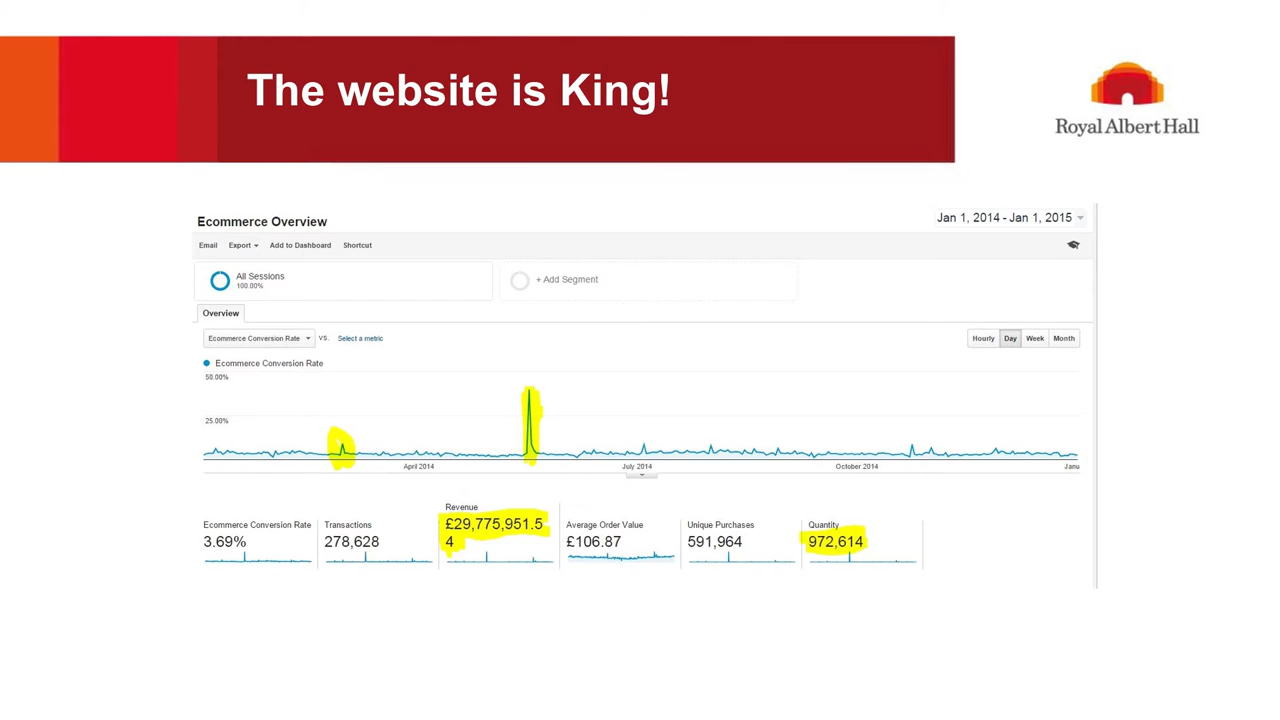 The website is King!
Royal Albert Hall
Ecommerce Overview
Jan 1, 2014 - Jan 1, 2015
Email Export Add to Dashboard Shortcut
All Sessions
100.00%
+ Add Segment
Overview
Ecommerce Conversion Rate VS. Select a metric
Hourly Day Week Month
Ecommerce Conversion Rate
50.00%
25.00%
April 2014 July 2014 October 2014 Janu
Ecommerce Conversion Rate
3.69%
Transactions
278,628
Revenue
£29,775,951.5
4
Average Order Value
£106.87
Unique Purchases
591,964
Quantity
972,614